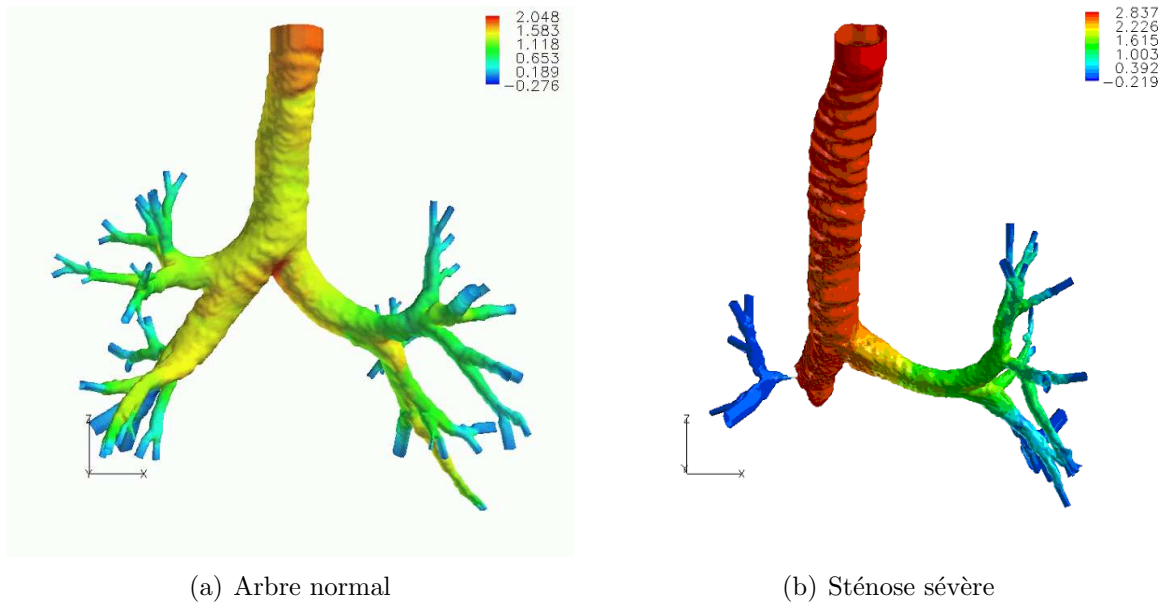 2.048
1.583
1.118
0.653
0.189
−0.276
Z
Y X
2.837
2.226
1.615
1.003
0.392
−0.219
Z
Y X
(a) Arbre normal
(b) Sténose sévère